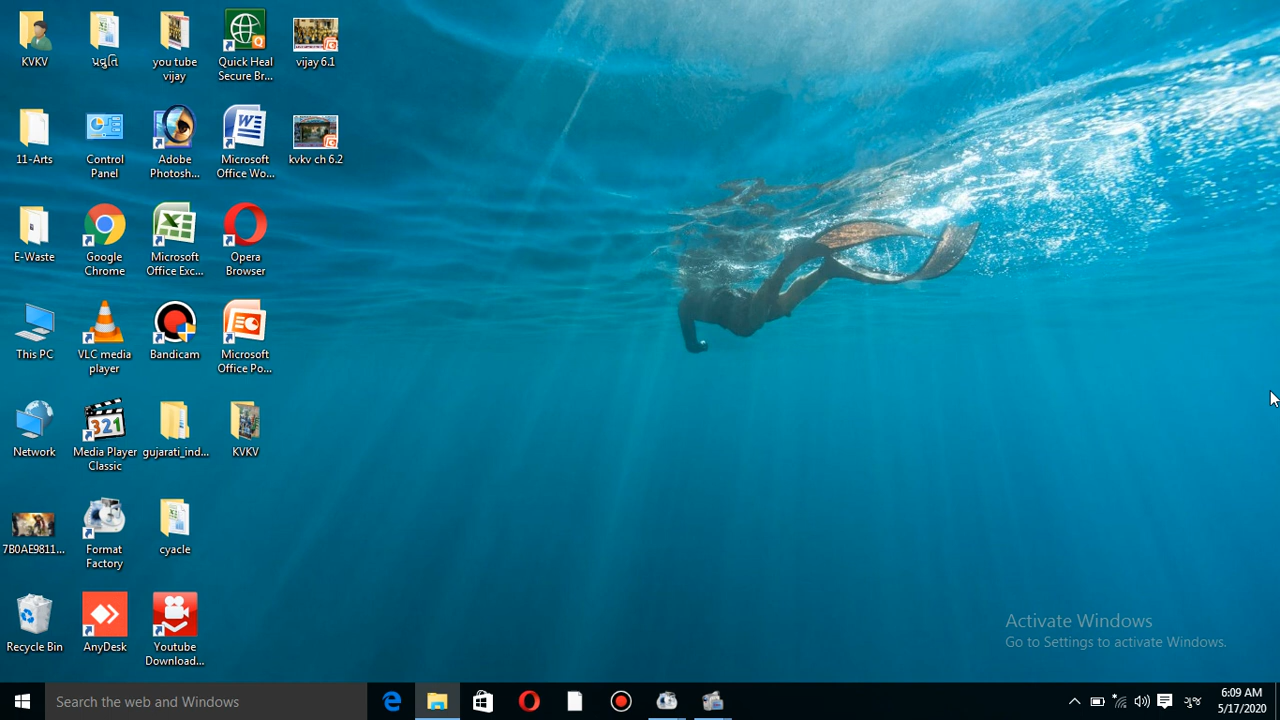 KVKV
you tube
vijay
Quick Heal
Secure Br...
vijay 6.1
11-Arts
Control
Panel
Adobe
Photosh...
Microsoft
Office Wo...
kvkv ch 6.2
E-Waste
Google
Chrome
Microsoft
Office Exc...
Opera
Browser
This PC
VLC media
player
Bandicam
Microsoft
Office Po...
Network
Media Player
Classic
321
gujarati_ind...
KVKV
7B0AE9811...
Format
Factory
cyacle
Recycle Bin
AnyDesk
Youtube
Download...
Activate Windows
Go to Settings to activate Windows.
Search the web and Windows
6:09 AM
5/17/2020